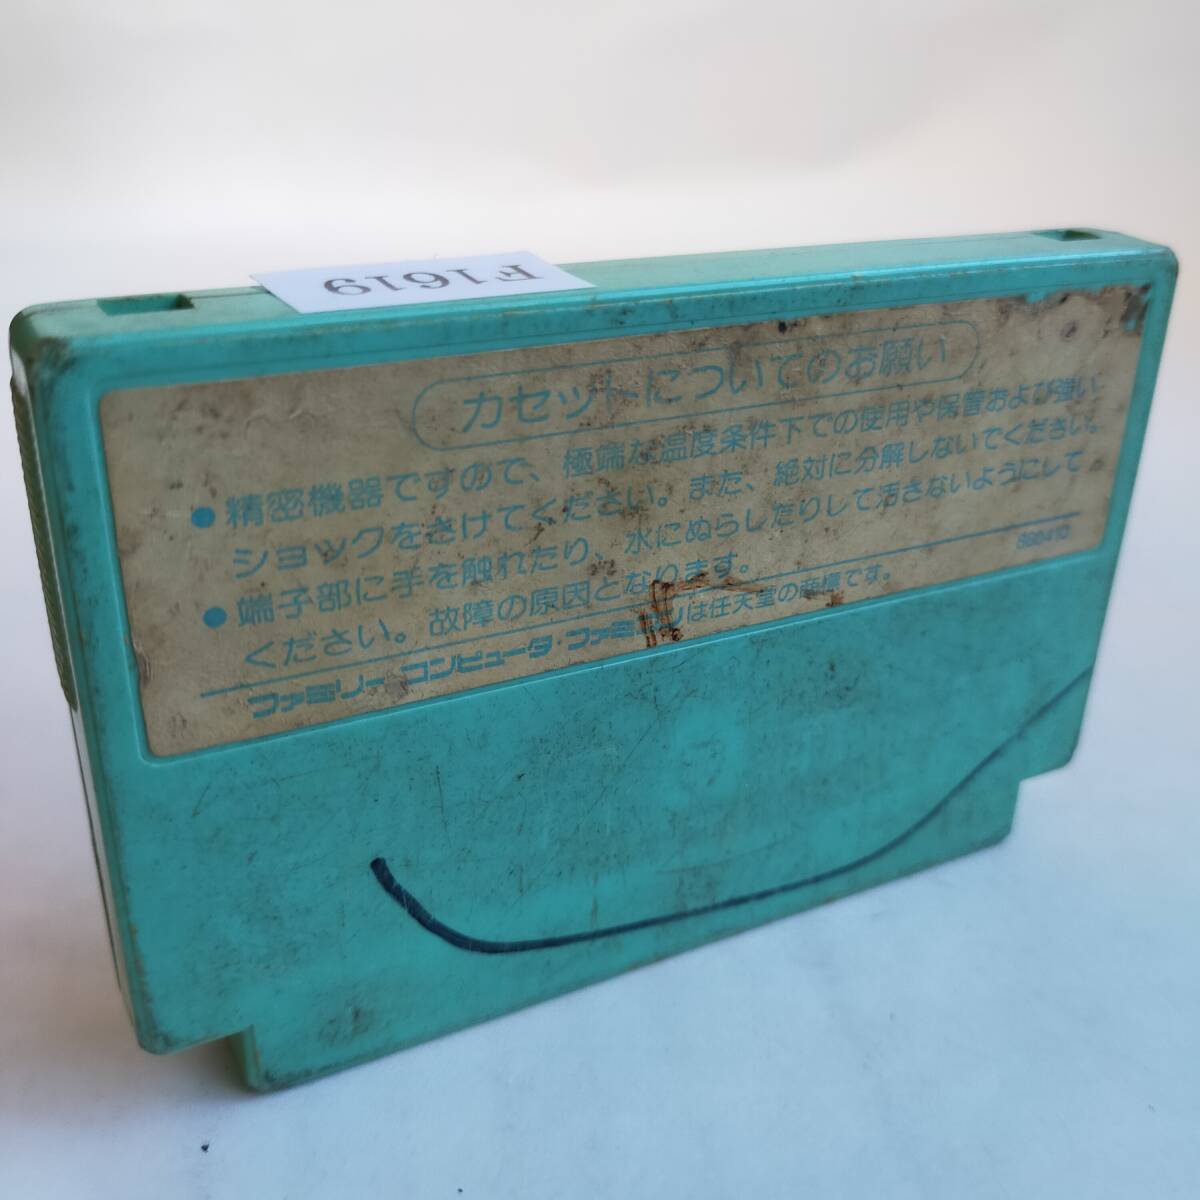 F1619
カセットについてのお願い
●精密機器ですので、極端な温度条件下での使用や保管および強い
ショックをさけてください。また、絶対に分解しないでください。
●端子部に手を触れたり、水にぬらしたりして汚さないようにして
ください。故障の原因となります。
ファミリーコンピュータ・ファミコンは任天堂の商標です。